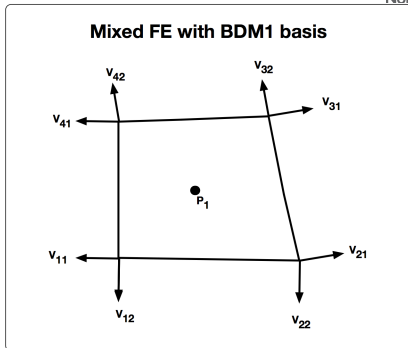 Mixed FE with BDM1 basis
v42
v32
v41
v31
P1
v11
v21
v12
v22